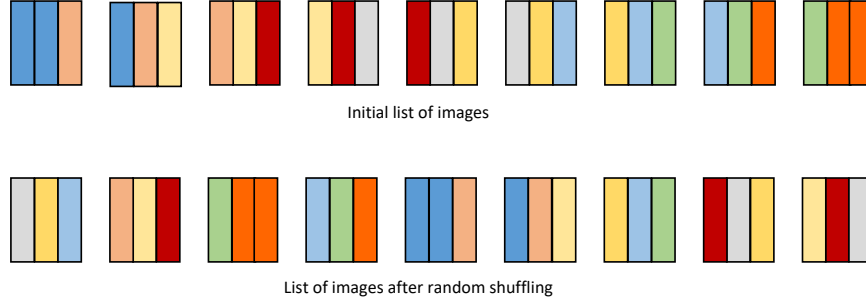 Initial list of images
List of images after random shuffling